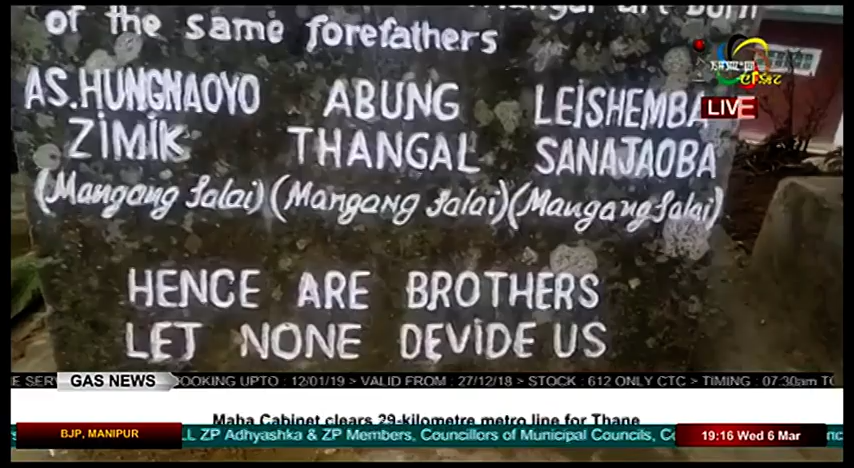 of the same forefathers
AS.HUNGNAOYO ABUNG LEISHEMBA
ZIMIK THANGAL SANAJAOBA
(Mangang Salai) (Mangang Salai) (Mangang Salai)
HENCE ARE BROTHERS
LET NONE DEVIDE US
LIVE
GAS NEWS OOKING UPTO : 12/01/19 > VALID FROM : 27/12/18 > STOCK : 612 ONLY CTC > TIMING : 07:30am
Maha Cabinet clears 29-kilometre metro line for Thane
BJP, MANIPUR ZP Adhyashka & ZP Members, Councillors of Municipal Councils,
19:16 Wed 6 Mar